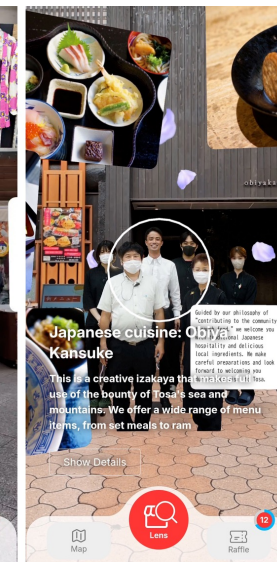 obiya k
Guided by our philosophy of
"contributing to the community
we welcome you
onal Japanese
hospitality and delicious
local ingredients. We make
careful preparations and look
forward to welcoming you
Tosa.
Japanese cuisine: Obiya
Kansuke
This is a creative izakaya that makes full
use of the bounty of Tosa's sea and
mountains. We offer a wide range of menu
items, from set meals to ram
Show Details
12
Map
Lens
Raffle